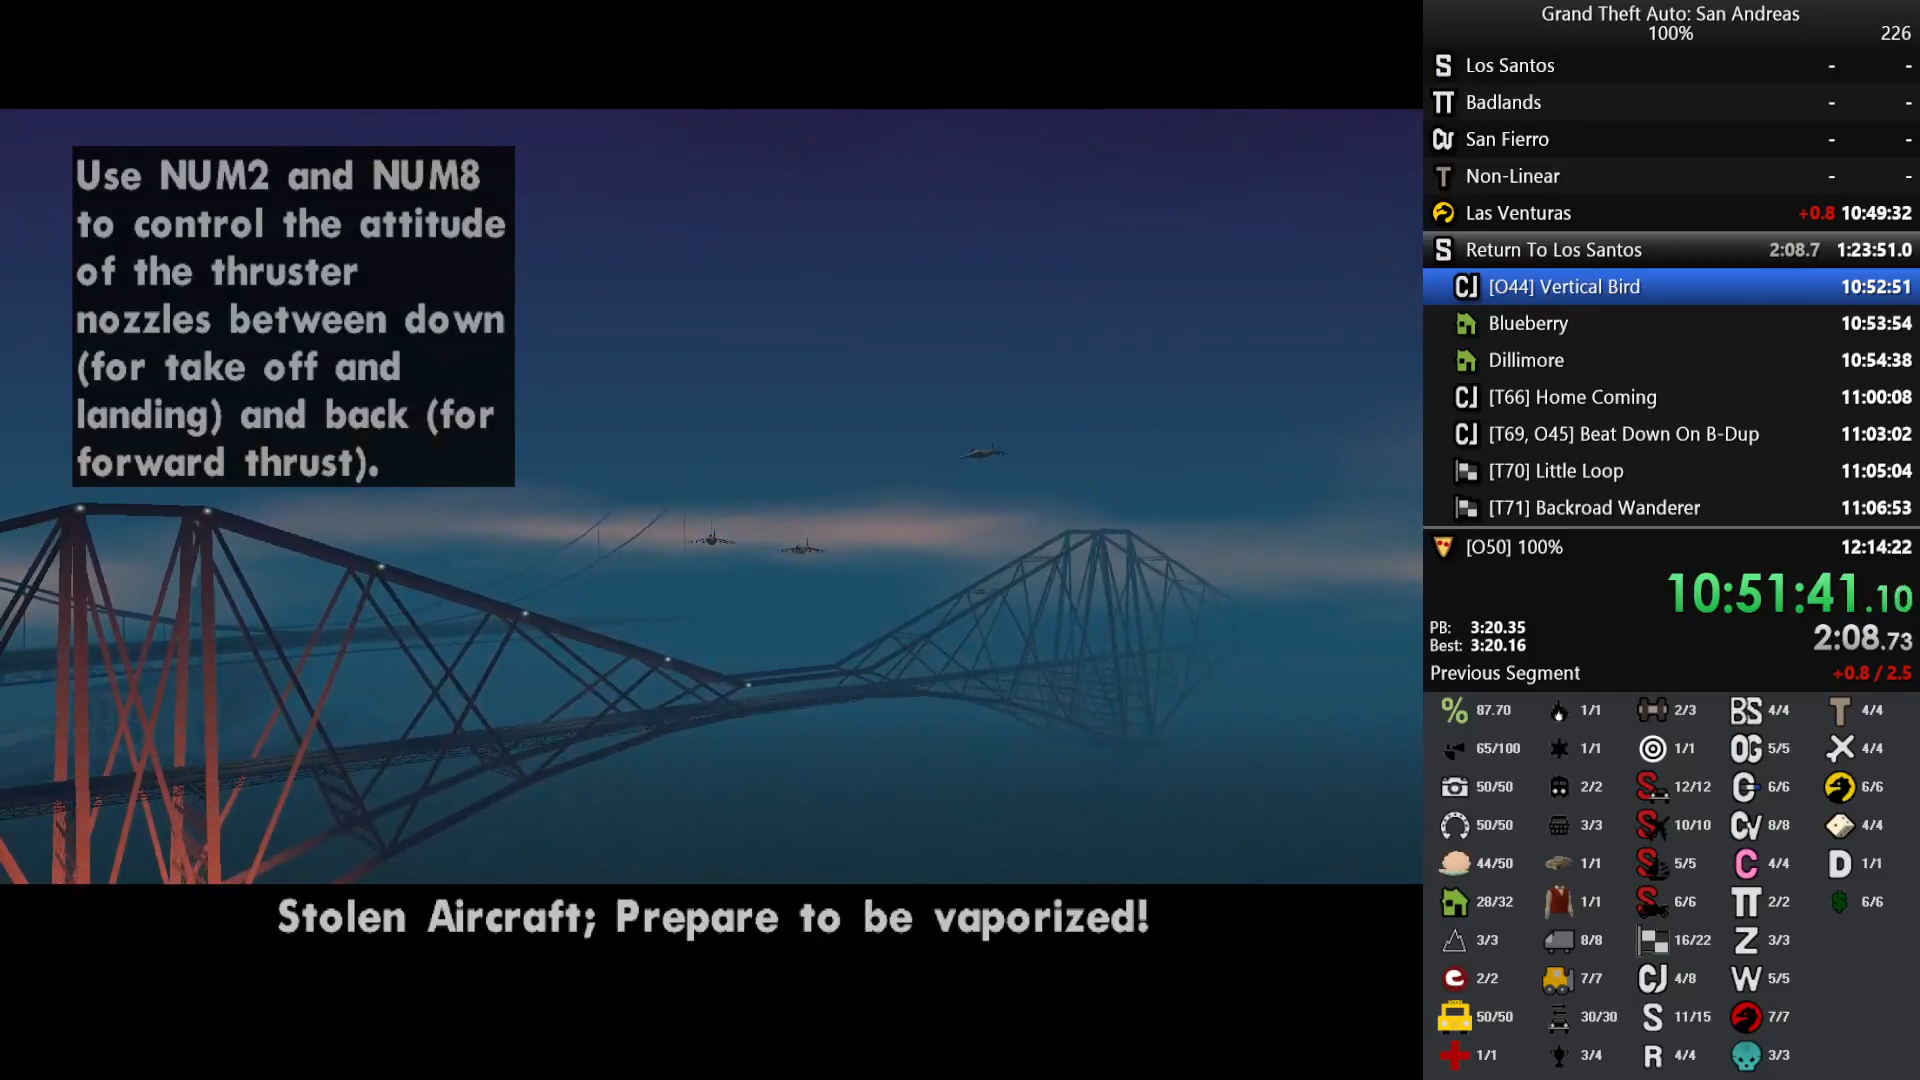 Use NUM2 and NUM8
to control the attitude
of the thruster
nozzles between down
(for take off and
landing) and back (for
forward thrust).
Stolen Aircraft; Prepare to be vaporized!
Grand Theft Auto: San Andreas
100% 226
Los Santos - -
Badlands - -
San Fierro - -
Non-Linear - -
Las Venturas +0.8 10:49:32
Return To Los Santos 2:08.7 1:23:51.0
[O44] Vertical Bird 10:52:51
Blueberry 10:53:54
Dillimore 10:54:38
[T66] Home Coming 11:00:08
[T69, O45] Beat Down On B-Dup 11:03:02
[T70] Little Loop 11:05:04
[T71] Backroad Wanderer 11:06:53
[O50] 100% 12:14:22
10:51:41.10
PB: 3:20.35
Best: 3:20.16
2:08.73
Previous Segment +0.8 / 2.5
% 87.70 1/1 2/3 BS 4/4 T 4/4
65/100 1/1 1/1 OG 5/5 4/4
50/50 2/2 S 12/12 C 6/6 6/6
50/50 3/3 S 10/10 CV 8/8 4/4
44/50 1/1 S 5/5 C 4/4 D 1/1
28/32 1/1 S 6/6 TT 2/2 $ 6/6
3/3 8/8 16/22 Z 3/3
e 2/2 7/7 CJ 4/8 W 5/5
50/50 30/30 S 11/15 7/7
1/1 3/4 R 4/4 3/3